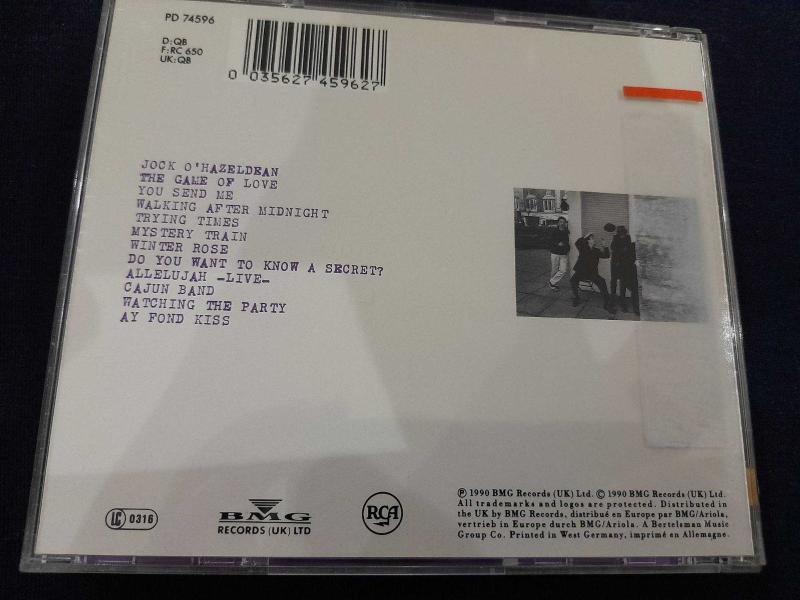 PD 74596
D:QB
F:RC 650
UK:QB
0 035627 459627
JOCK O'HAZELDEAN
THE GAME OF LOVE
YOU SEND ME
WALKING AFTER MIDNIGHT
TRYING TIMES
MYSTERY TRAIN
WINTER ROSE
DO YOU WANT TO KNOW A SECRET?
ALLELUJAH -LIVE-
CAJUN BAND
WATCHING THE PARTY
AY FOND KISS
LC 0316
BMG
RECORDS (UK) LTD
RCA
℗ 1990 BMG Records (UK) Ltd. © 1990 BMG Records (UK) Ltd.
All trademarks and logos are protected. Distributed in
the UK by BMG Records, distribué en Europe par BMG/Ariola,
vertrieb in Europe durch BMG/Ariola. A Bertelsman Music
Group Co. Printed in West Germany, imprimé en Allemagne.